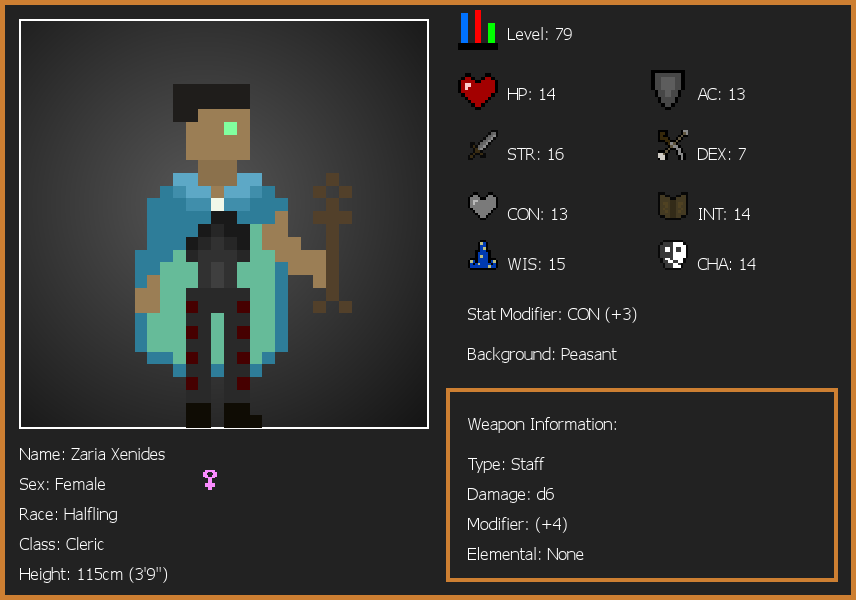 Level: 79
HP: 14
AC: 13
STR: 16
DEX: 7
CON: 13
INT: 14
WIS: 15
CHA: 14
Stat Modifier: CON (+3)
Background: Peasant
Weapon Information:
Type: Staff
Damage: d6
Modifier: (+4)
Elemental: None
Name: Zaria Xenides
Sex: Female
Race: Halfling
Class: Cleric
Height: 115cm (3'9")